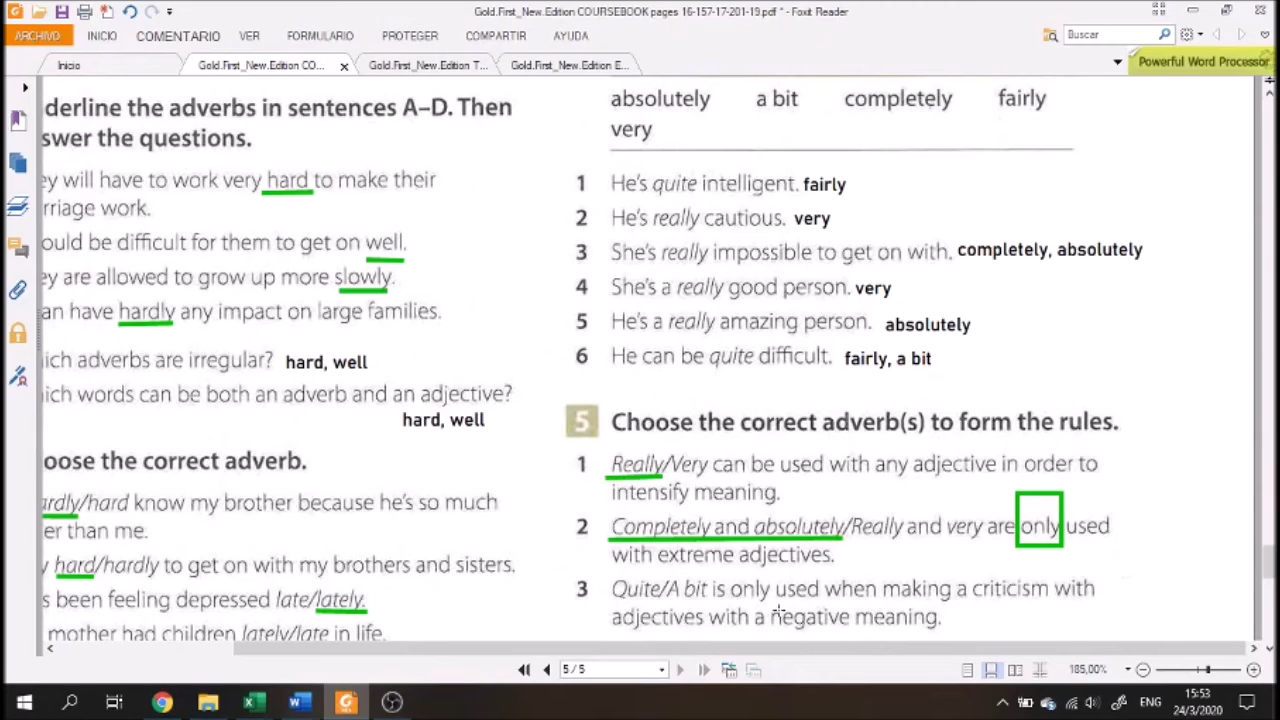 Gold.First_New.Edition COURSEBOOK pages 16-157-17-201-19.pdf * - Foxit Reader
ARCHIVO INICIO COMENTARIO VER FORMULARIO PROTEGER COMPARTIR AYUDA Buscar
Inicio Gold.First_New.Edition CO... Gold.First_New.Edition T... Gold.First_New.Edition E... Powerful Word Processor
derline the adverbs in sentences A–D. Then
swer the questions.
ey will have to work very hard to make their
rriage work.
ould be difficult for them to get on well.
ey are allowed to grow up more slowly.
an have hardly any impact on large families.
ich adverbs are irregular? hard, well
ich words can be both an adverb and an adjective?
hard, well
oose the correct adverb.
ardly/hard know my brother because he's so much
er than me.
y hard/hardly to get on with my brothers and sisters.
s been feeling depressed late/lately.
mother had children lately/late in life.
absolutely a bit completely fairly
very
1 He's quite intelligent. fairly
2 He's really cautious. very
3 She's really impossible to get on with. completely, absolutely
4 She's a really good person. very
5 He's a really amazing person. absolutely
6 He can be quite difficult. fairly, a bit
5 Choose the correct adverb(s) to form the rules.
1 Really/Very can be used with any adjective in order to
intensify meaning.
2 Completely and absolutely/Really and very are only used
with extreme adjectives.
3 Quite/A bit is only used when making a criticism with
adjectives with a negative meaning.
5/5 185,00%
ENG 15:53
24/3/2020